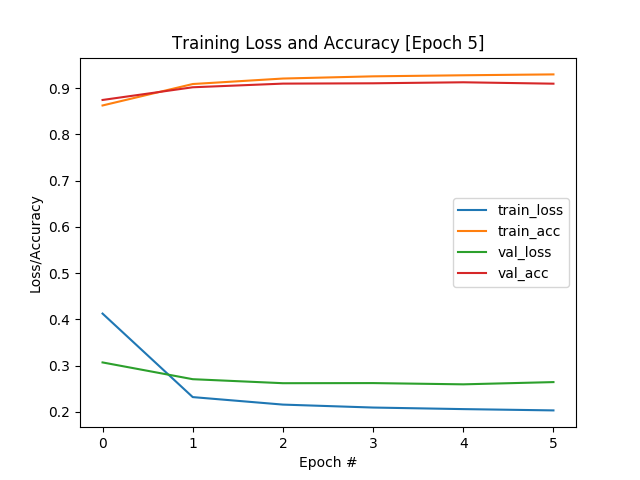 Training Loss and Accuracy [Epoch 5]
Loss/Accuracy
0.9
0.8
0.7
0.6
0.5
0.4
0.3
0.2
train_loss
train_acc
val_loss
val_acc
0 1 2 3 4 5
Epoch #